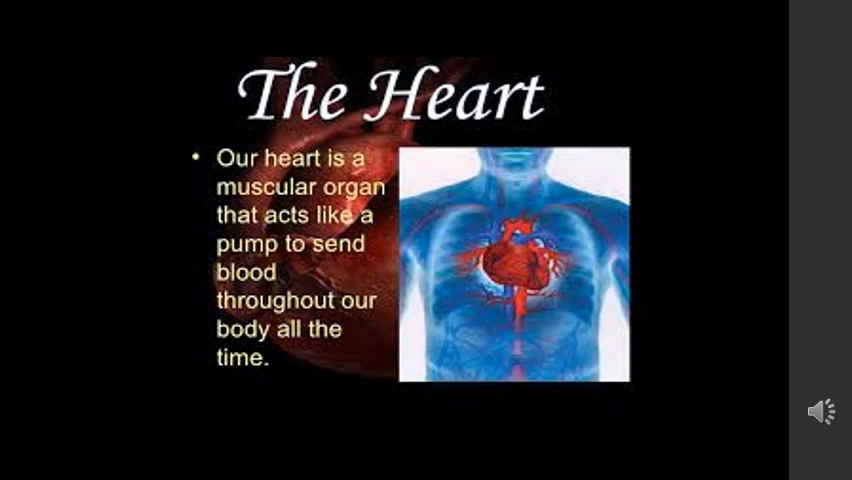 The Heart
• Our heart is a
muscular organ
that acts like a
pump to send
blood
throughout our
body all the
time.